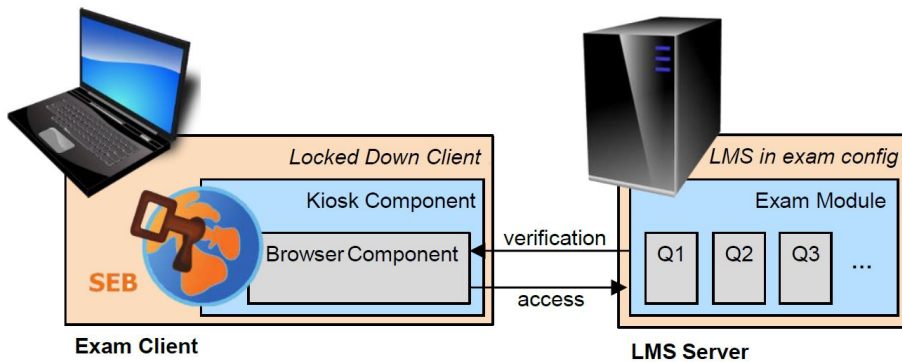 Locked Down Client
LMS in exam config
Kiosk Component
Exam Module
verification
Browser Component
Q1 Q2 Q3 ...
SEB
access
Exam Client
LMS Server